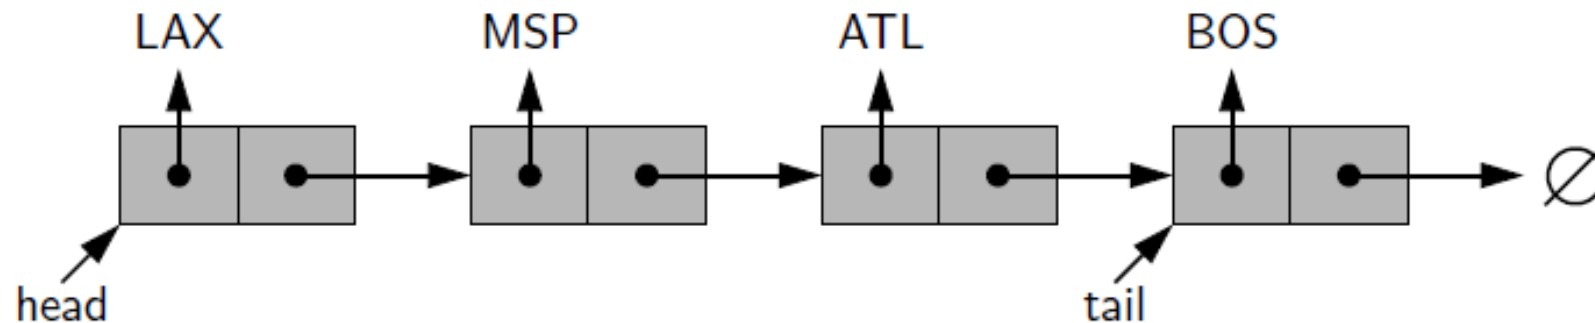 LAX MSP ATL BOS
∅
head tail